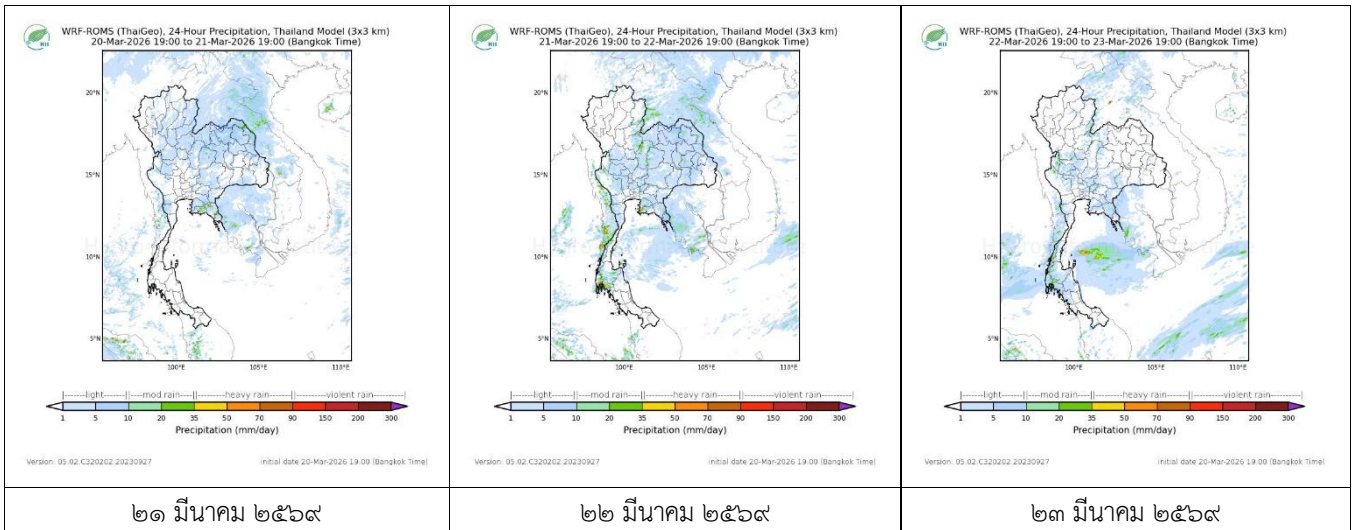 WRF-ROMS (ThaiGeo), 24-Hour Precipitation, Thailand Model (3x3 km)
20-Mar-2026 19:00 to 21-Mar-2026 19:00 (Bangkok Time)
20°N
15°N
10°N
5°N
100°E 105°E 110°E
|-------light-------||----mod rain----||-------heavy rain-------||-------violent rain-------|
1 5 10 20 35 50 70 90 150 200 300
Precipitation (mm/day)
Version: 05.02.C320202.20230927 initial date 20-Mar-2026 19:00 (Bangkok Time)
๒๑ มีนาคม ๒๕๖๙
WRF-ROMS (ThaiGeo), 24-Hour Precipitation, Thailand Model (3x3 km)
21-Mar-2026 19:00 to 22-Mar-2026 19:00 (Bangkok Time)
20°N
15°N
10°N
5°N
100°E 105°E 110°E
|-------light-------||----mod rain----||-------heavy rain-------||-------violent rain-------|
1 5 10 20 35 50 70 90 150 200 300
Precipitation (mm/day)
Version: 05.02.C320202.20230927 initial date 20-Mar-2026 19:00 (Bangkok Time)
๒๒ มีนาคม ๒๕๖๙
WRF-ROMS (ThaiGeo), 24-Hour Precipitation, Thailand Model (3x3 km)
22-Mar-2026 19:00 to 23-Mar-2026 19:00 (Bangkok Time)
20°N
15°N
10°N
5°N
100°E 105°E 110°E
|-------light-------||----mod rain----||-------heavy rain-------||-------violent rain-------|
1 5 10 20 35 50 70 90 150 200 300
Precipitation (mm/day)
Version: 05.02.C320202.20230927 initial date 20-Mar-2026 19:00 (Bangkok Time)
๒๓ มีนาคม ๒๕๖๙